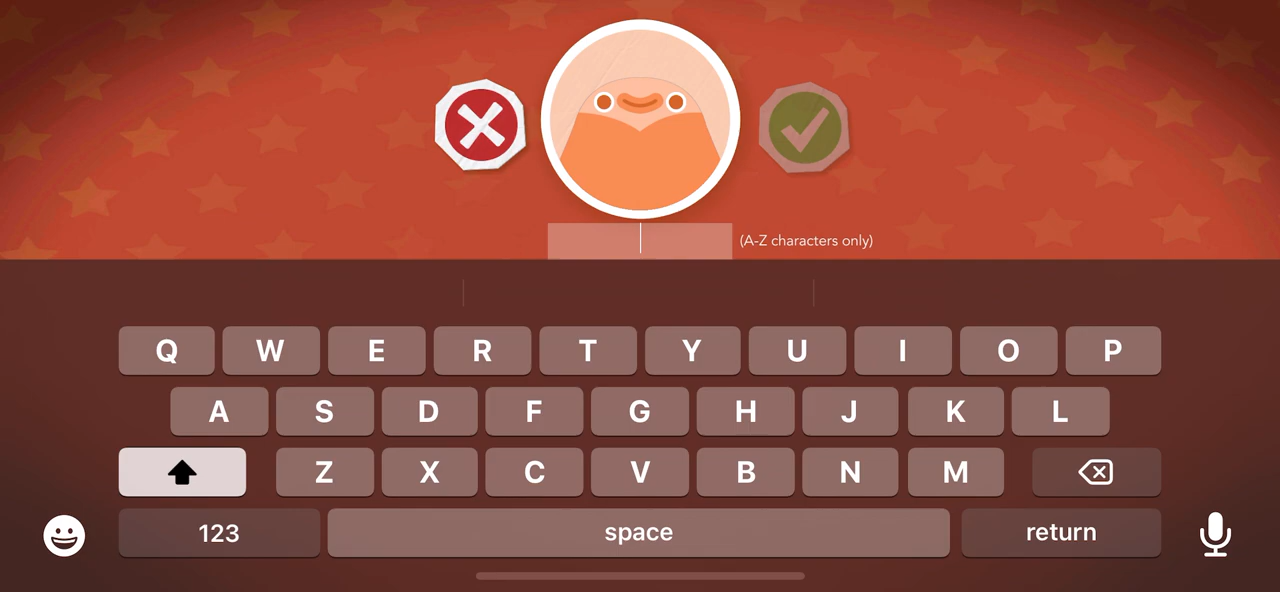 (A-Z characters only)
Q W E R T Y U I O P
A S D F G H J K L
Z X C V B N M
123 space return